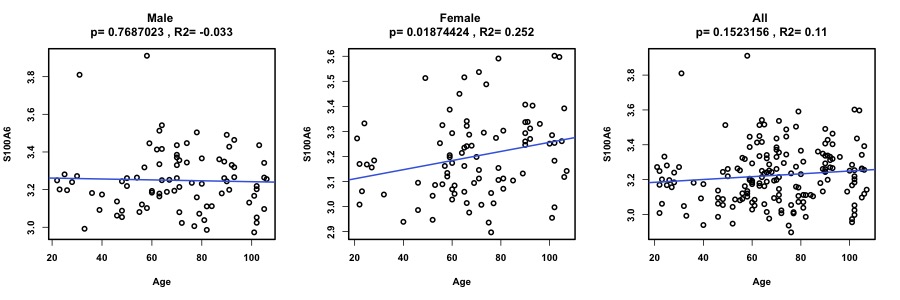 Male
p= 0.7687023 , R2= -0.033
S100A6
3.8
3.6
3.4
3.2
3.0
20 40 60 80 100
Age
Female
p= 0.01874424 , R2= 0.252
S100A6
3.6
3.5
3.4
3.3
3.2
3.1
3.0
2.9
20 40 60 80 100
Age
All
p= 0.1523156 , R2= 0.11
S100A6
3.8
3.6
3.4
3.2
3.0
20 40 60 80 100
Age